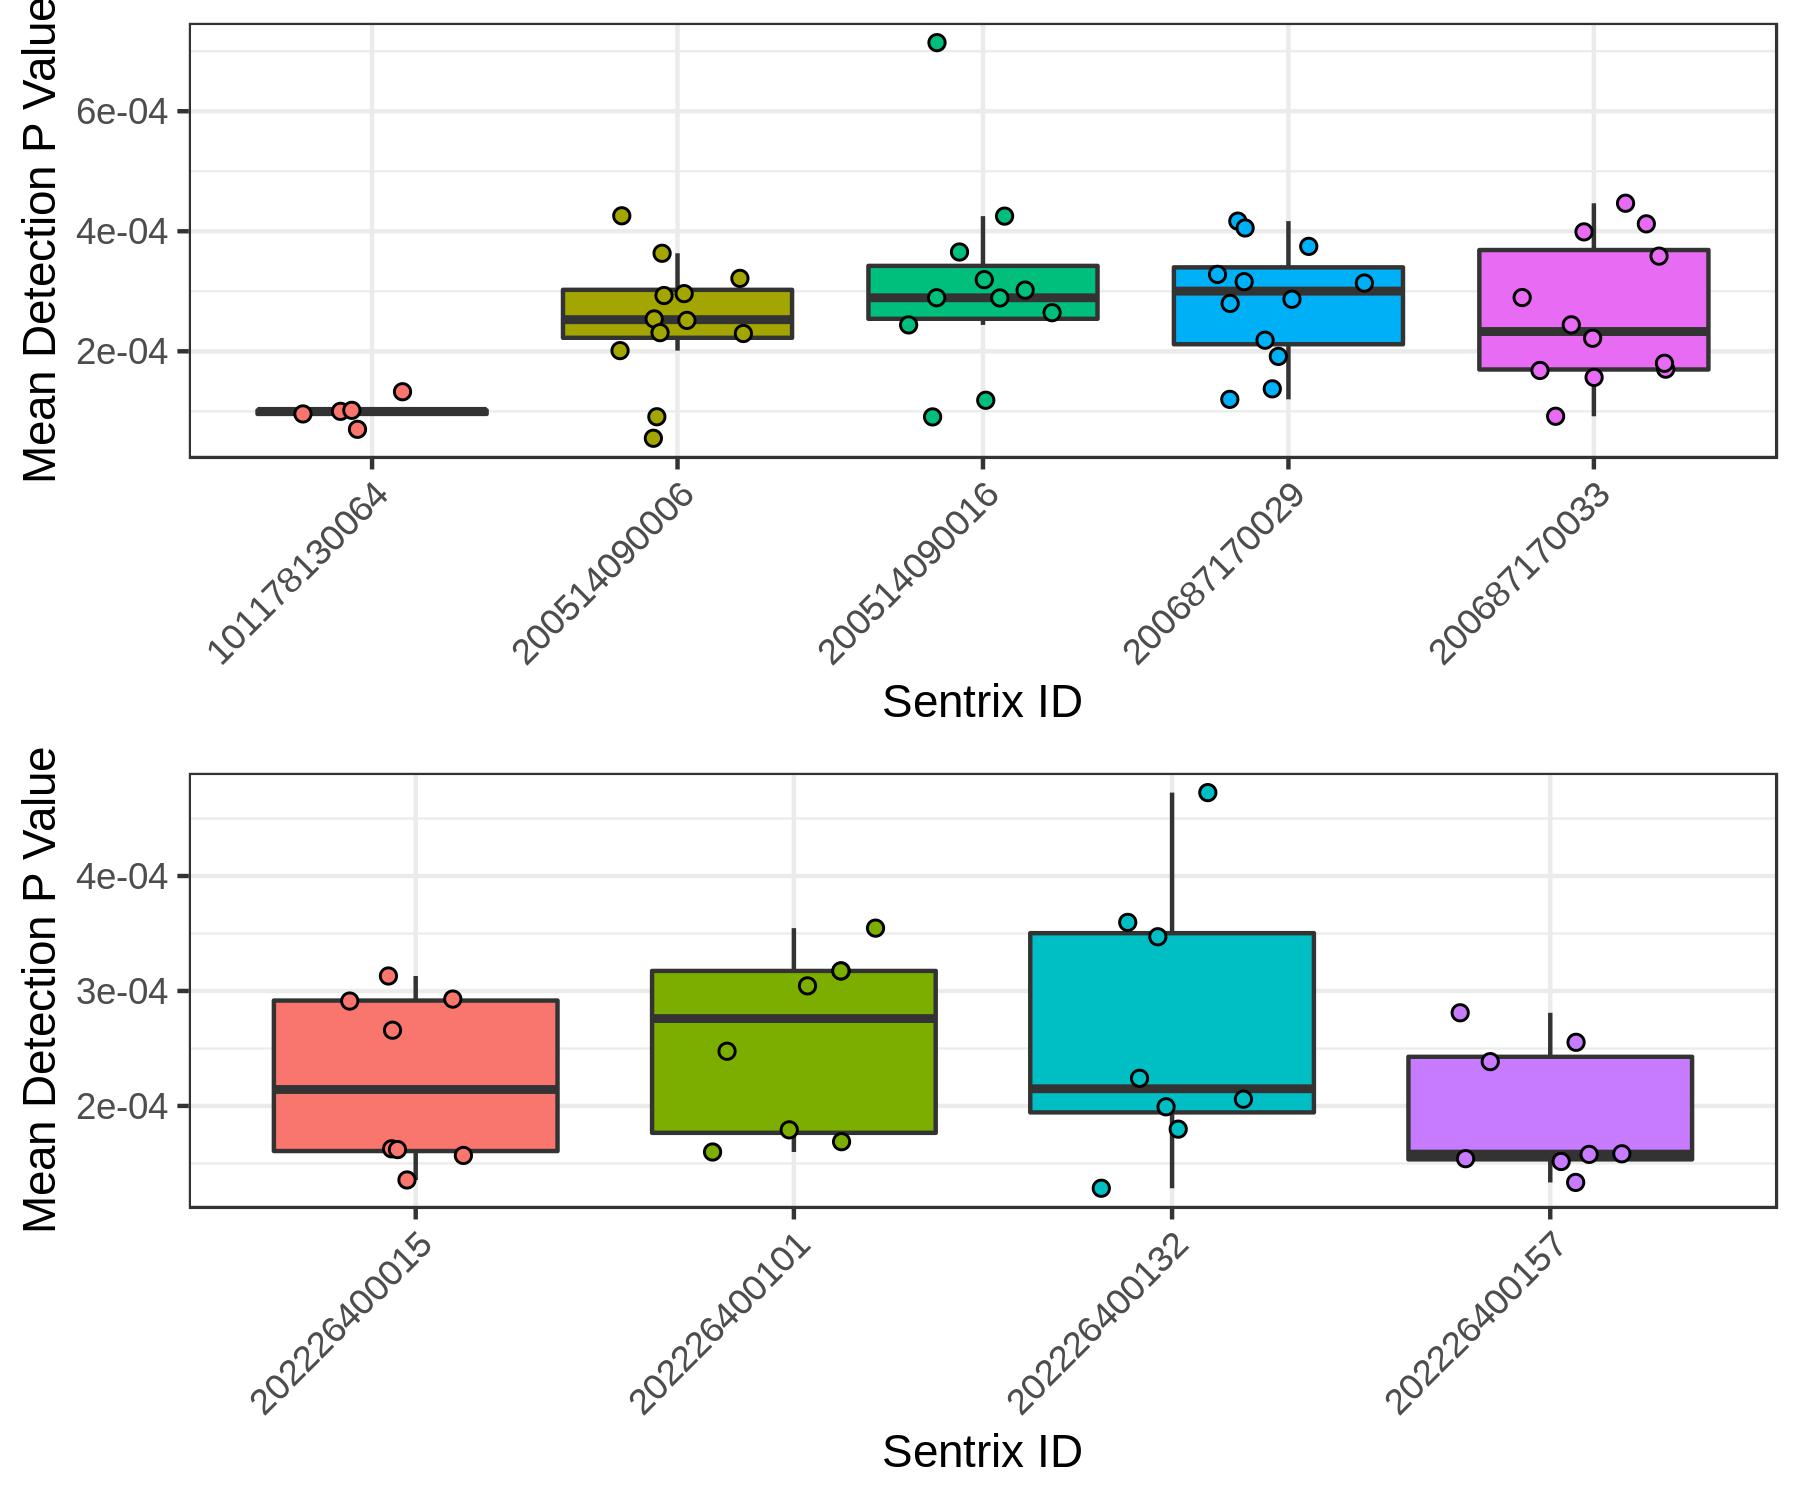 Mean Detection P Value
6e-04
4e-04
2e-04
101178130064
200514090006
200514090016
200687170029
200687170033
Sentrix ID
Mean Detection P Value
4e-04
3e-04
2e-04
202226400015
202226400101
202226400132
202226400157
Sentrix ID